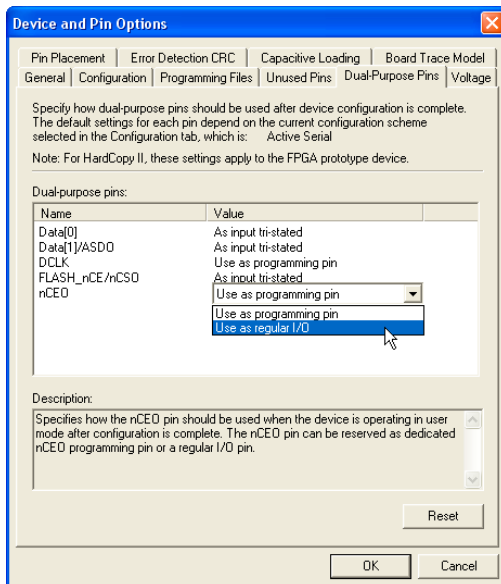 Device and Pin Options
Pin Placement Error Detection CRC Capacitive Loading Board Trace Model
General Configuration Programming Files Unused Pins Dual-Purpose Pins Voltage
Specify how dual-purpose pins should be used after device configuration is complete.
The default settings for each pin depend on the current configuration scheme
selected in the Configuration tab, which is: Active Serial
Note: For HardCopy II, these settings apply to the FPGA prototype device.
Dual-purpose pins:
Name Value
Data[0] As input tri-stated
Data[1]/ASDO As input tri-stated
DCLK Use as programming pin
FLASH_nCE/nCSO As input tri-stated
nCEO Use as programming pin
Use as programming pin
Use as regular I/O
Description:
Specifies how the nCEO pin should be used when the device is operating in user
mode after configuration is complete. The nCEO pin can be reserved as dedicated
nCEO programming pin or a regular I/O pin.
Reset
OK Cancel